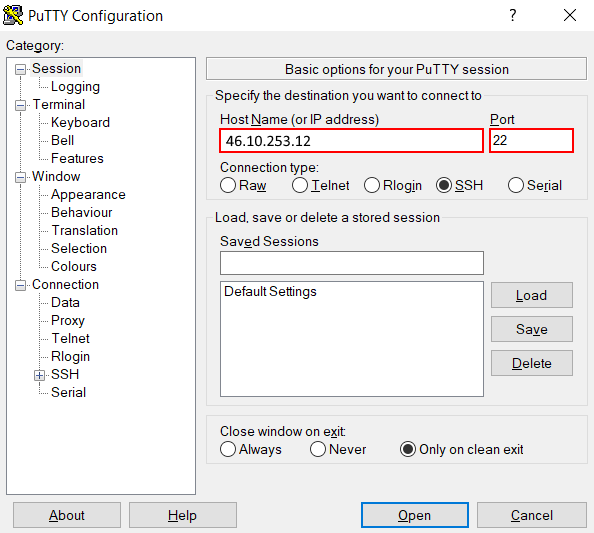 PuTTY Configuration
?
Category:
Session
Logging
Terminal
Keyboard
Bell
Features
Window
Appearance
Behaviour
Translation
Selection
Colours
Connection
Data
Proxy
Telnet
Rlogin
SSH
Serial
Basic options for your PuTTY session
Specify the destination you want to connect to
Host Name (or IP address) Port
46.10.253.12 22
Connection type:
Raw Telnet Rlogin SSH Serial
Load, save or delete a stored session
Saved Sessions
Default Settings
Load
Save
Delete
Close window on exit:
Always Never Only on clean exit
About Help Open Cancel